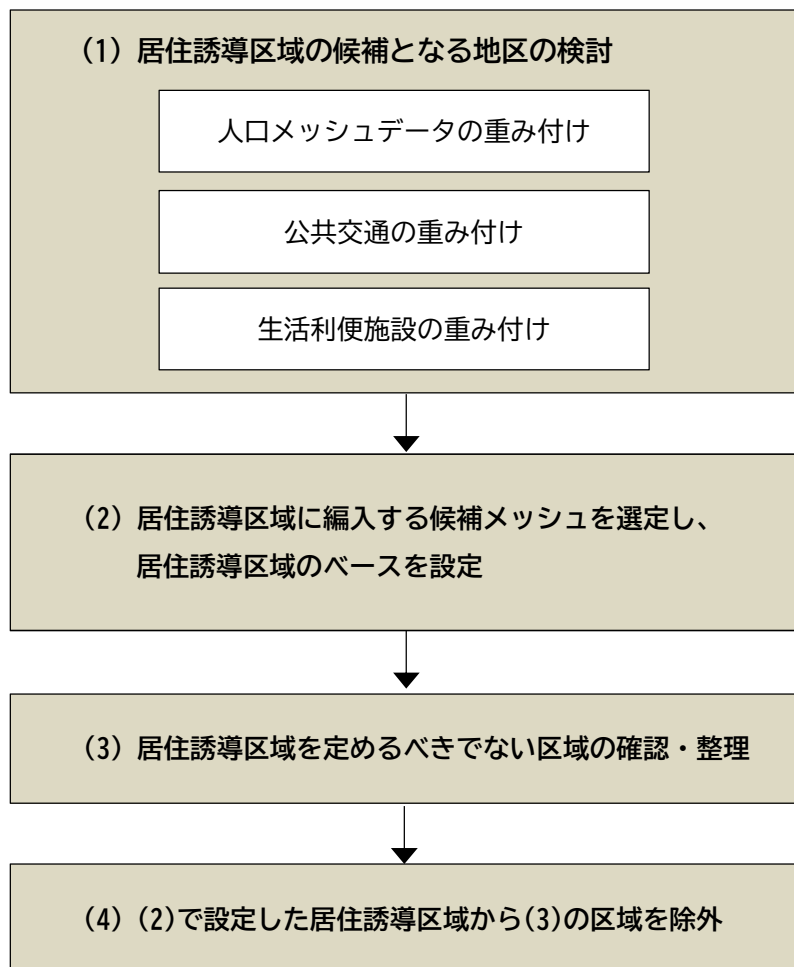 (1) 居住誘導区域の候補となる地区の検討
人口メッシュデータの重み付け
公共交通の重み付け
生活利便施設の重み付け
(2) 居住誘導区域に編入する候補メッシュを選定し、
居住誘導区域のベースを設定
(3) 居住誘導区域を定めるべきでない区域の確認・整理
(4) (2)で設定した居住誘導区域から(3)の区域を除外